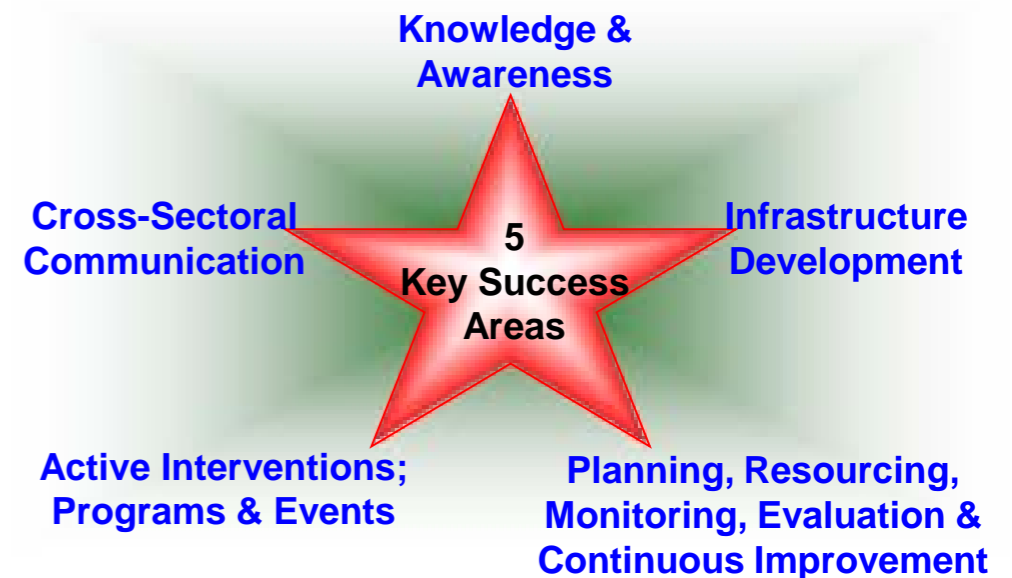 Knowledge &
Awareness
Cross-Sectoral
Communication
5
Key Success
Areas
Infrastructure
Development
Active Interventions;
Programs & Events
Planning, Resourcing,
Monitoring, Evaluation &
Continuous Improvement